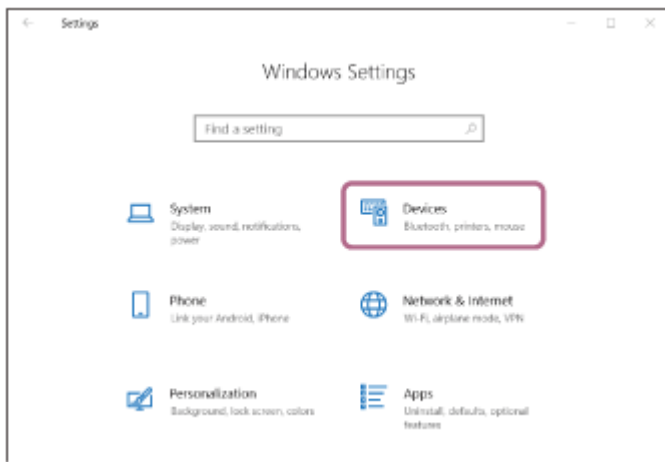 Settings
Windows Settings
Find a setting
System
Display, sound, notifications,
power
Devices
Bluetooth, printers, mouse
Phone
Link your Android, iPhone
Network & Internet
Wi-Fi, airplane mode, VPN
Personalization
Background, lock screen, colors
Apps
Uninstall, defaults, optional
features